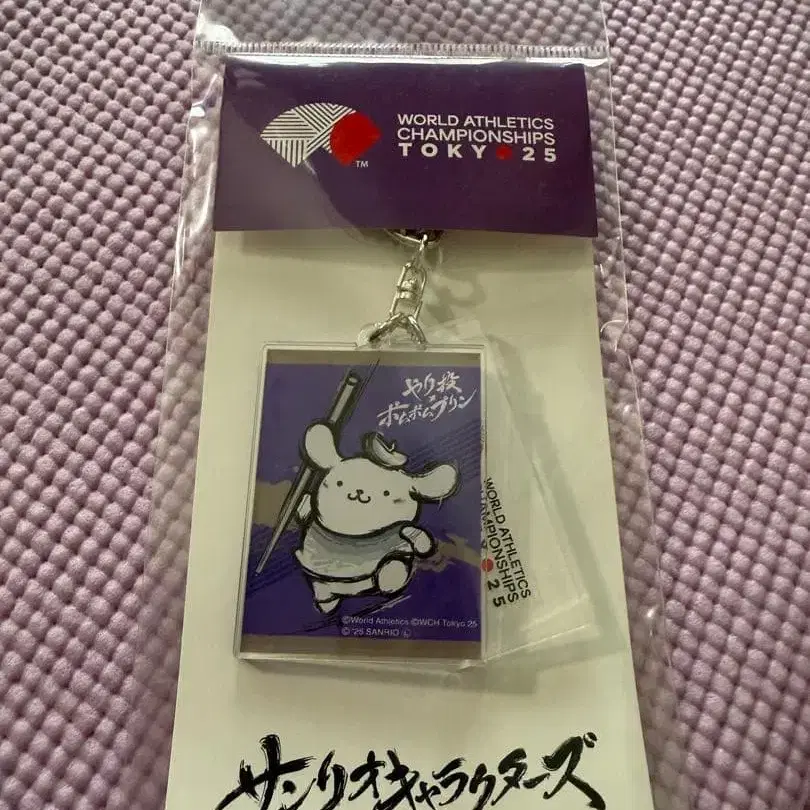 WORLD ATHLETICS
CHAMPIONSHIPS
TOKYO 25
TM
やり投
ポムポムプリン
©World Athletics ©WCH Tokyo 25
© '25 SANRIO Ⓛ
WORLD ATHLETICS
CHAMPIONSHIPS
25
サンリオキャラクターズ